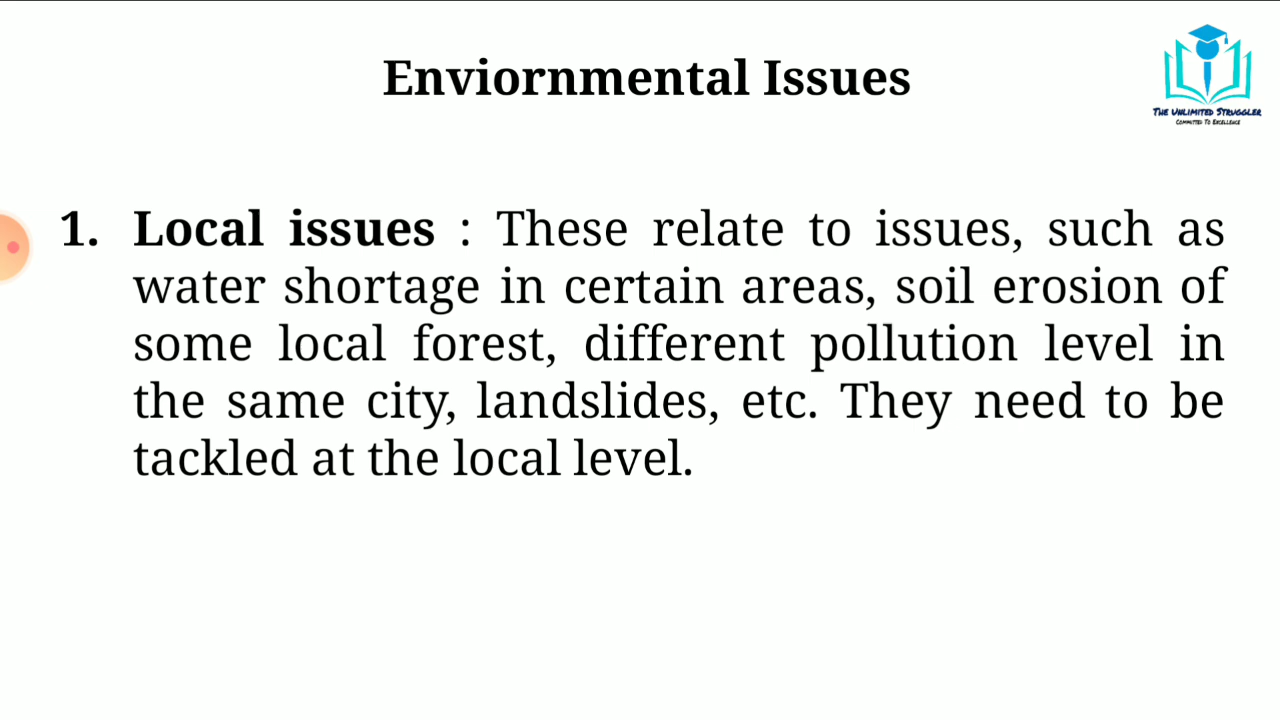 Enviornmental Issues
THE UNLIMITED STRUGGLER
COMMITTED TO EXCELLENCE
1. Local issues : These relate to issues, such as
water shortage in certain areas, soil erosion of
some local forest, different pollution level in
the same city, landslides, etc. They need to be
tackled at the local level.